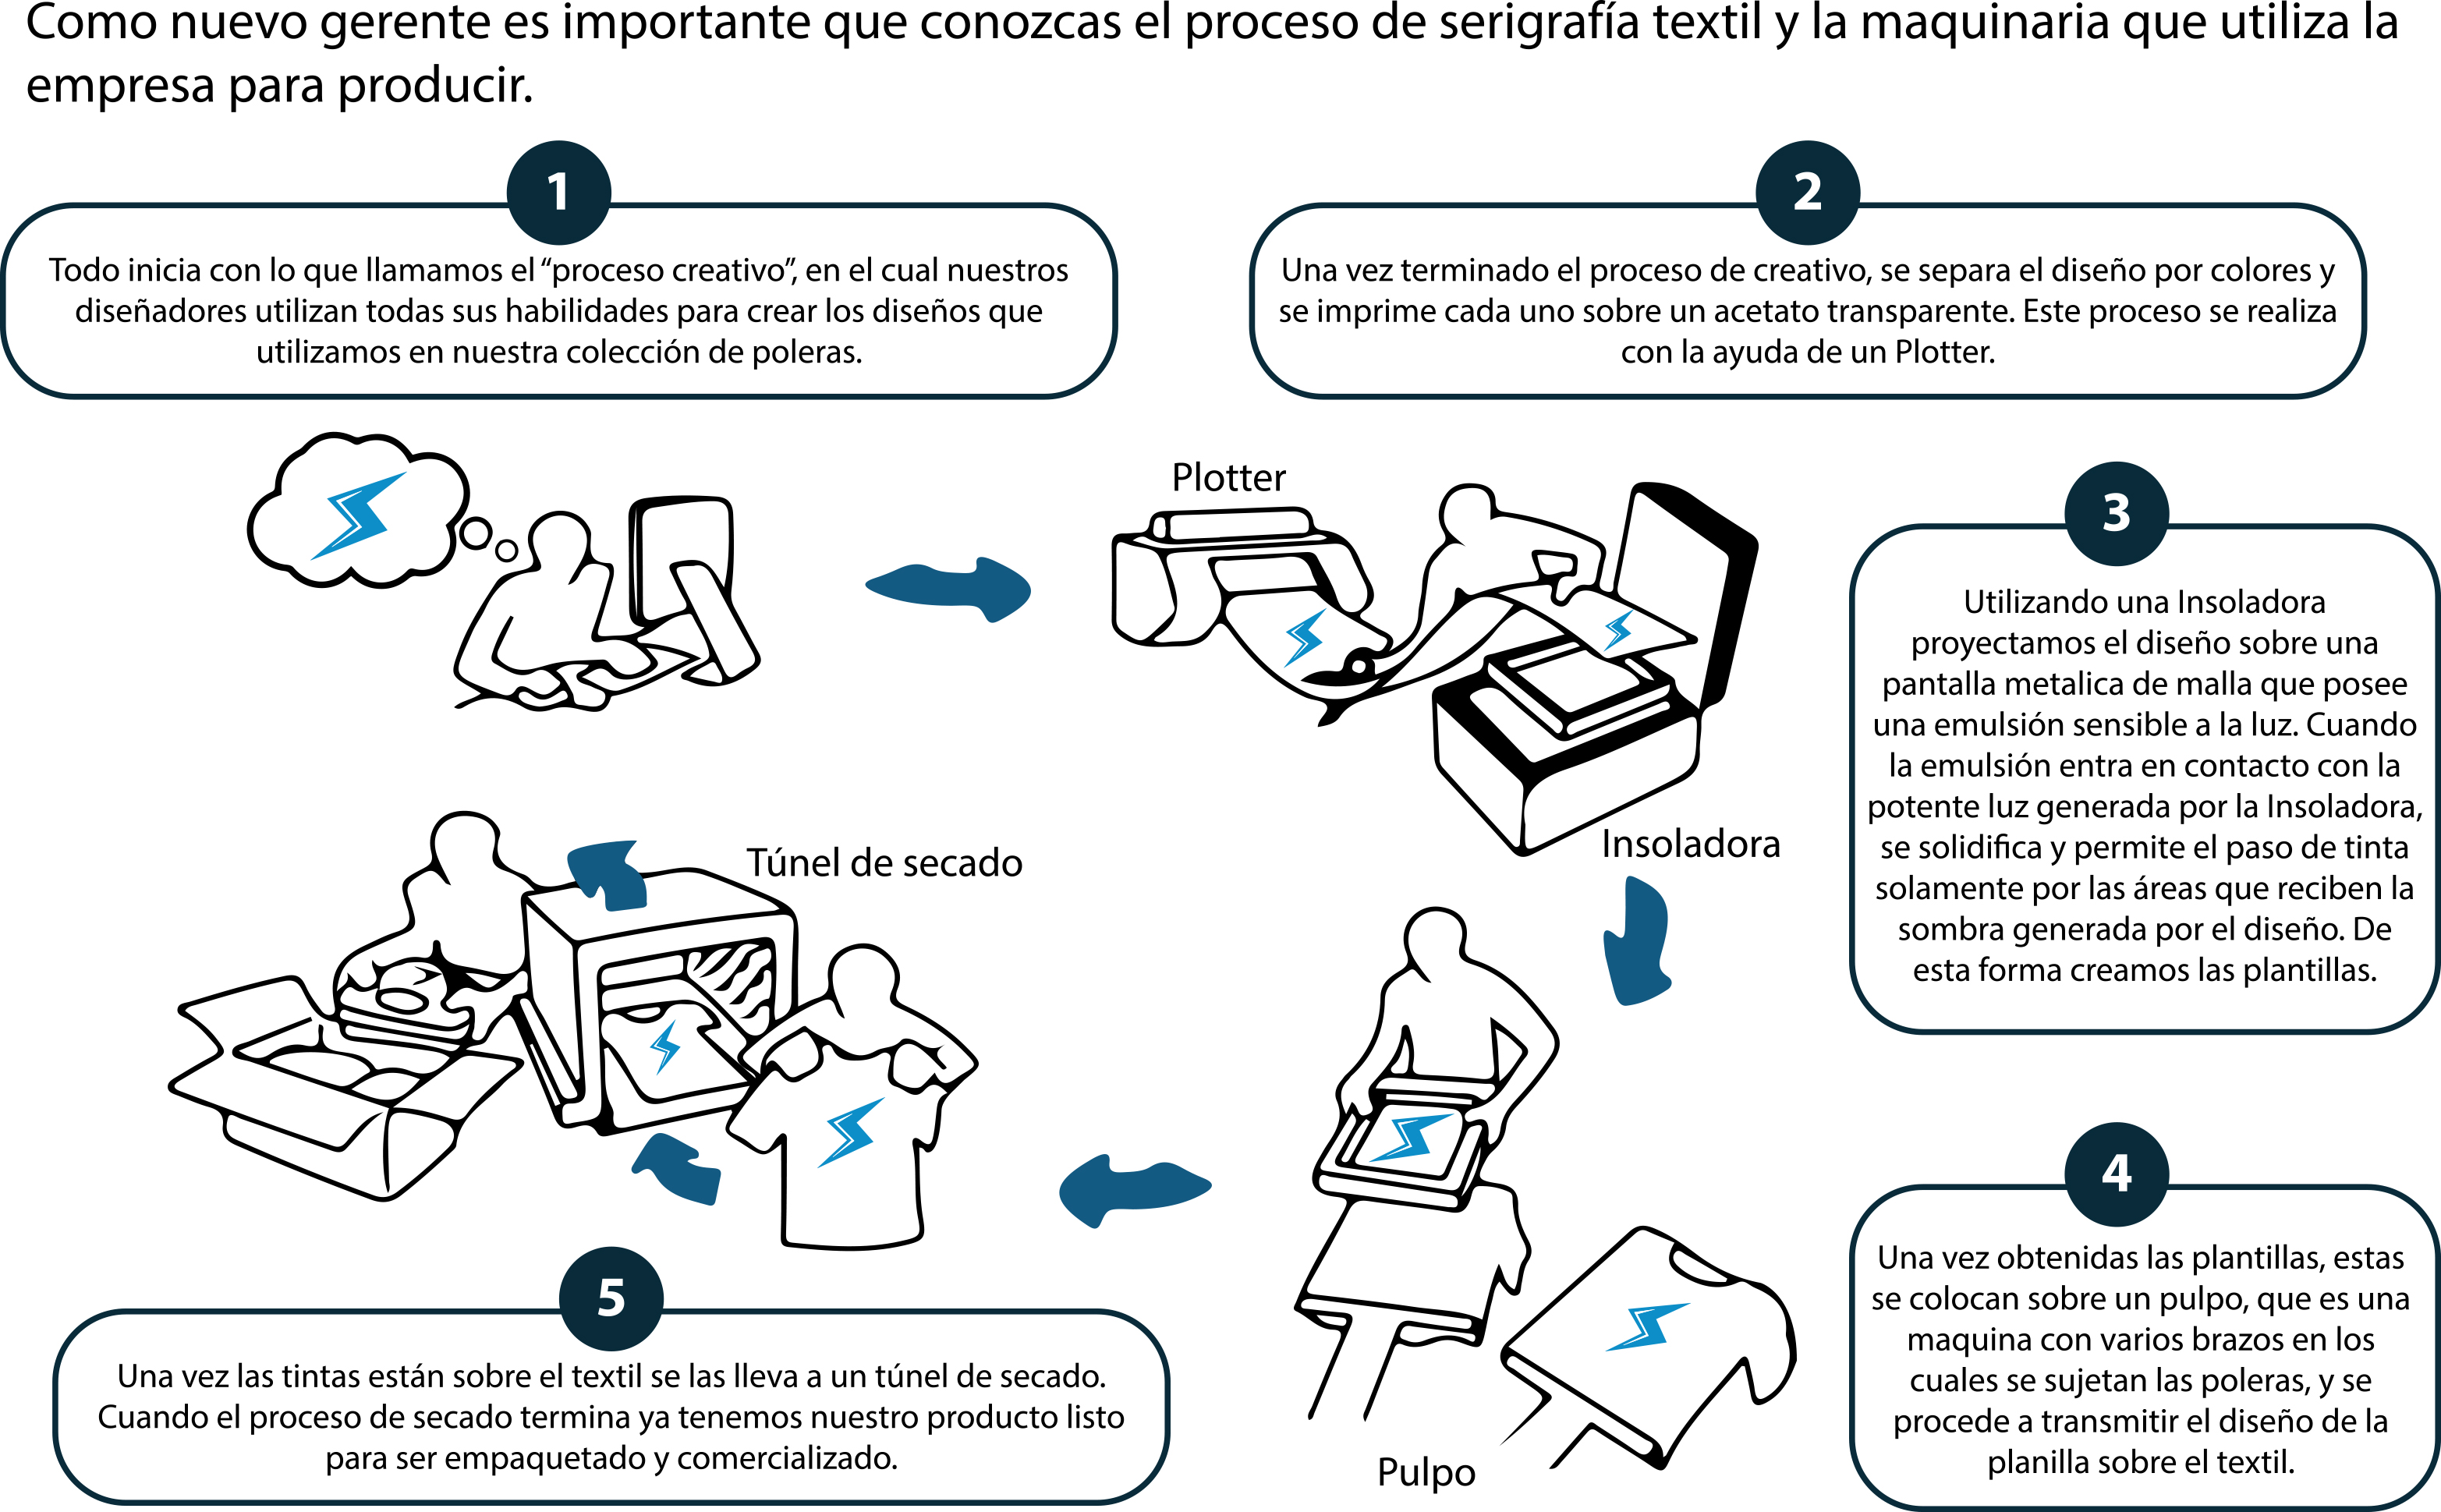 Como nuevo gerente es importante que conozcas el proceso de serigrafía textil y la maquinaria que utiliza la
empresa para producir.
1
Todo inicia con lo que llamamos el “proceso creativo”, en el cual nuestros
diseñadores utilizan todas sus habilidades para crear los diseños que
utilizamos en nuestra colección de poleras.
2
Una vez terminado el proceso de creativo, se separa el diseño por colores y
se imprime cada uno sobre un acetato transparente. Este proceso se realiza
con la ayuda de un Plotter.
Plotter
Insoladora
3
Utilizando una Insoladora
proyectamos el diseño sobre una
pantalla metalica de malla que posee
una emulsión sensible a la luz. Cuando
la emulsión entra en contacto con la
potente luz generada por la Insoladora,
se solidifica y permite el paso de tinta
solamente por las áreas que reciben la
sombra generada por el diseño. De
esta forma creamos las plantillas.
Túnel de secado
4
Una vez obtenidas las plantillas, estas
se colocan sobre un pulpo, que es una
maquina con varios brazos en los
cuales se sujetan las poleras, y se
procede a transmitir el diseño de la
planilla sobre el textil.
Pulpo
5
Una vez las tintas están sobre el textil se las lleva a un túnel de secado.
Cuando el proceso de secado termina ya tenemos nuestro producto listo
para ser empaquetado y comercializado.